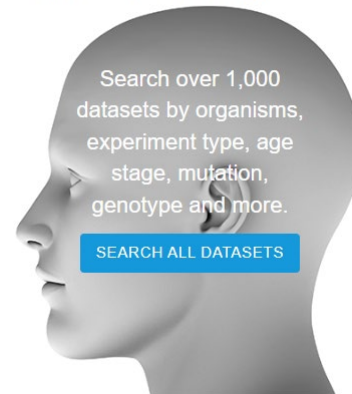 Search over 1,000
datasets by organisms,
experiment type, age
stage, mutation,
genotype and more.
SEARCH ALL DATASETS